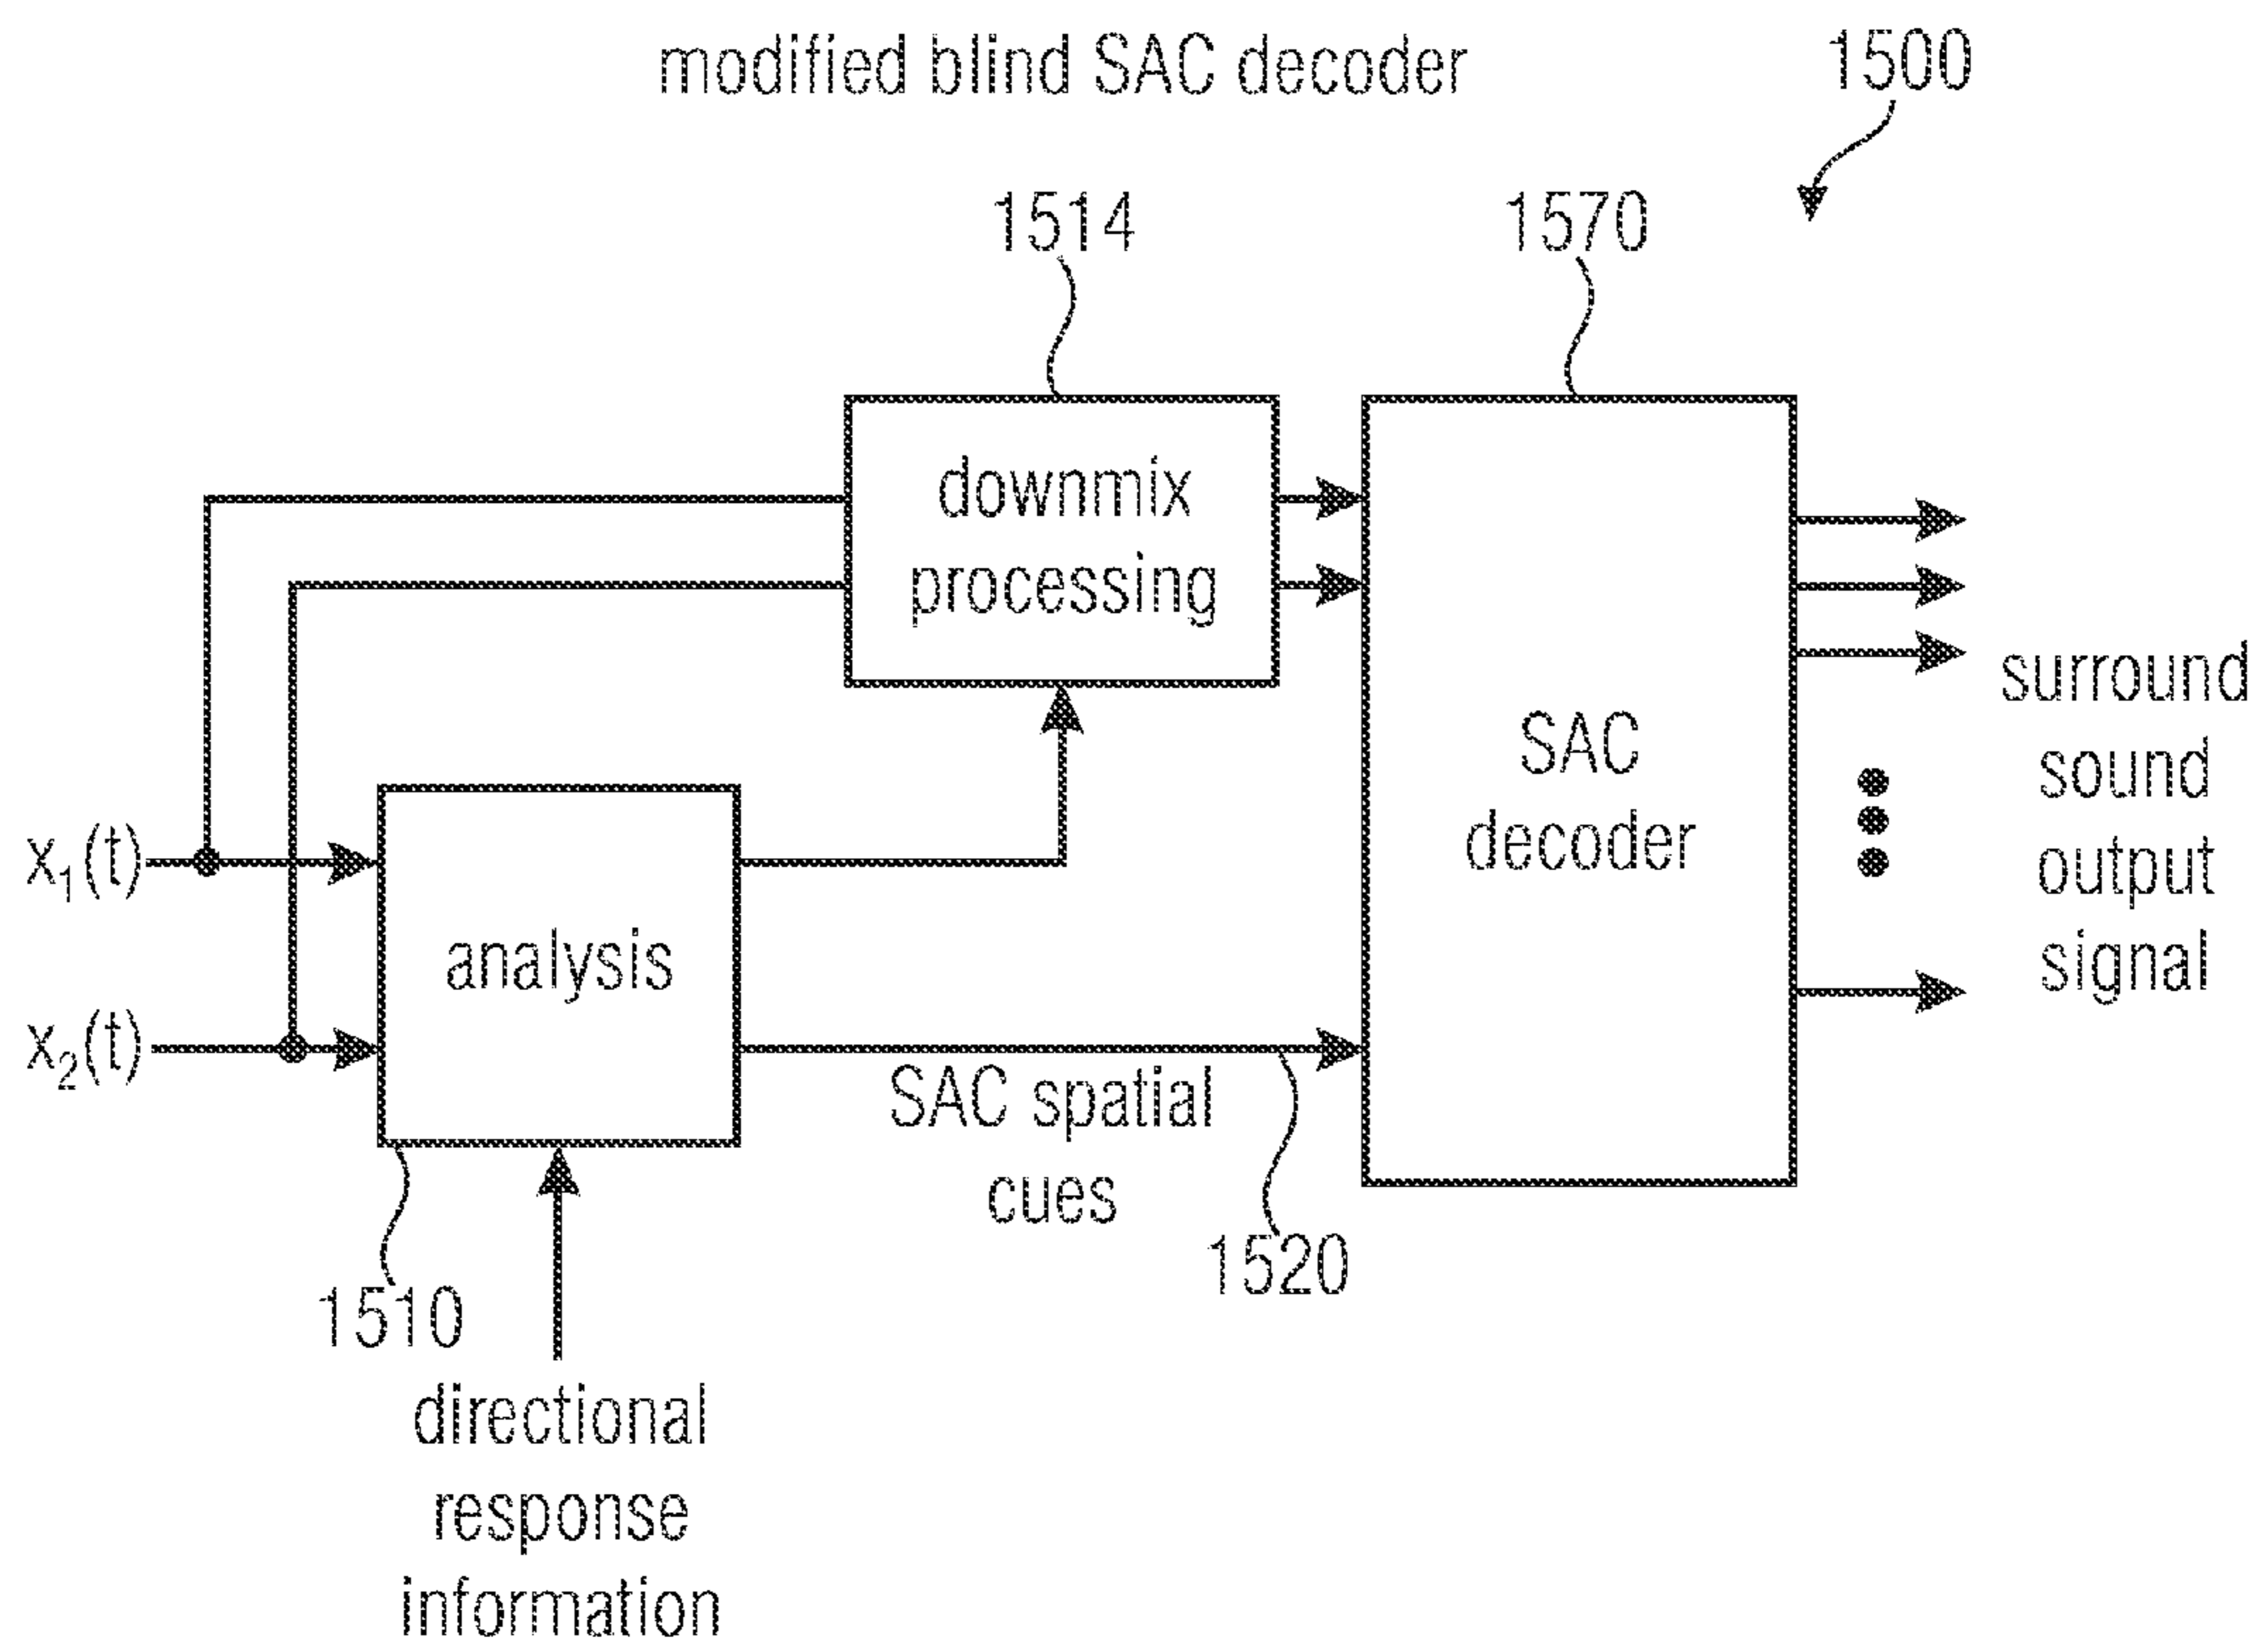 modified blind SAC decoder
1500
1514
1570
downmix
processing
SAC
decoder
surround
sound
output
signal
x₁(t)
analysis
x₂(t)
SAC spatial
cues
1520
1510
directional
response
information